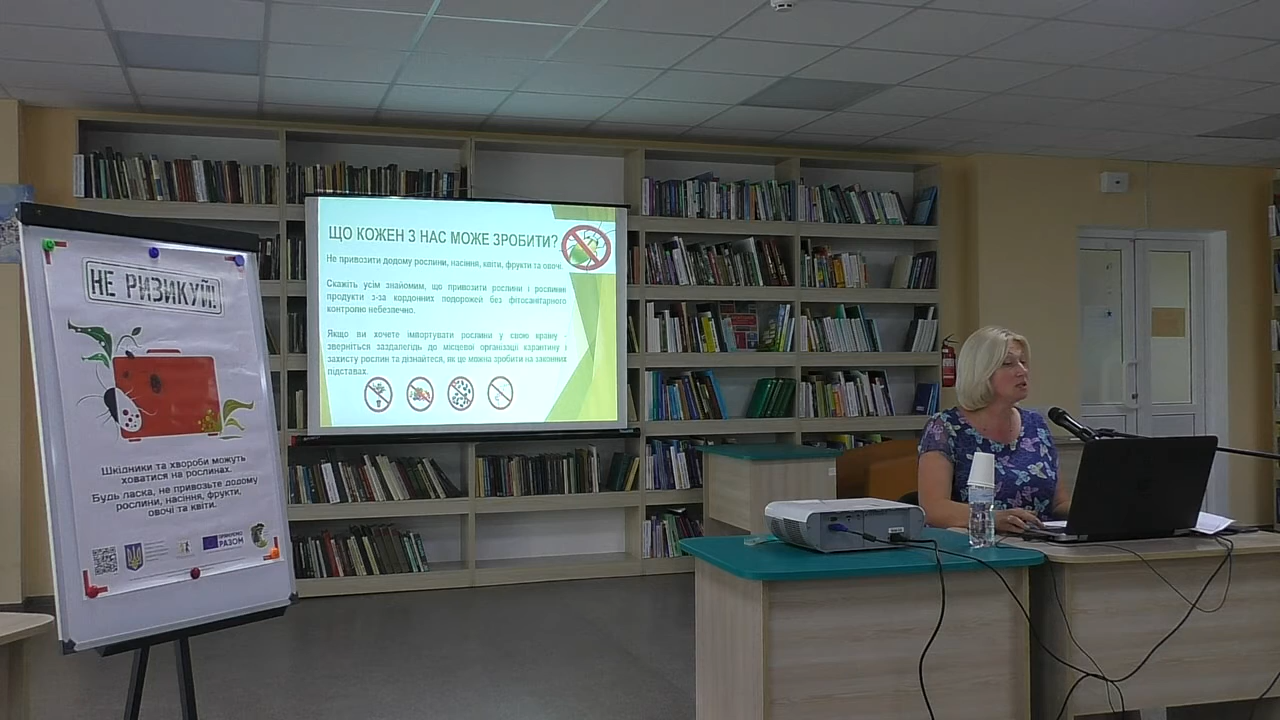 НЕ РИЗИКУЙ!
Шкідники та хвороби можуть
ховатися на рослинах.
Будь ласка, не привозьте додому
рослини, насіння, фрукти,
овочі та квіти.
РАЗОМ
ЩО КОЖЕН З НАС МОЖЕ ЗРОБИТИ?
Не привозити додому рослини, насіння, квіти, фрукти та овочі.
Скажіть усім знайомим, що привозити рослини і рослинні
продукти з-за кордонних подорожей без фітосанітарного
контролю небезпечно.
Якщо ви хочете імпортувати рослини у свою країну -
зверніться заздалегідь до місцевої організації карантину і
захисту рослин та дізнайтеся, як це можна зробити на законних
підставах.